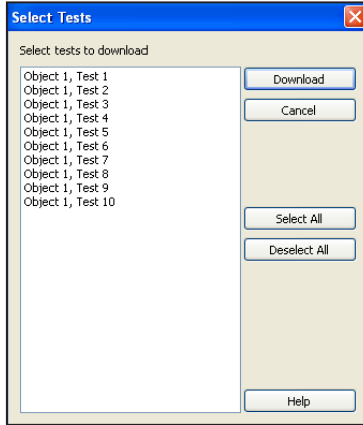 Select Tests
Select tests to download
Object 1, Test 1
Object 1, Test 2
Object 1, Test 3
Object 1, Test 4
Object 1, Test 5
Object 1, Test 6
Object 1, Test 7
Object 1, Test 8
Object 1, Test 9
Object 1, Test 10
Download
Cancel
Select All
Deselect All
Help